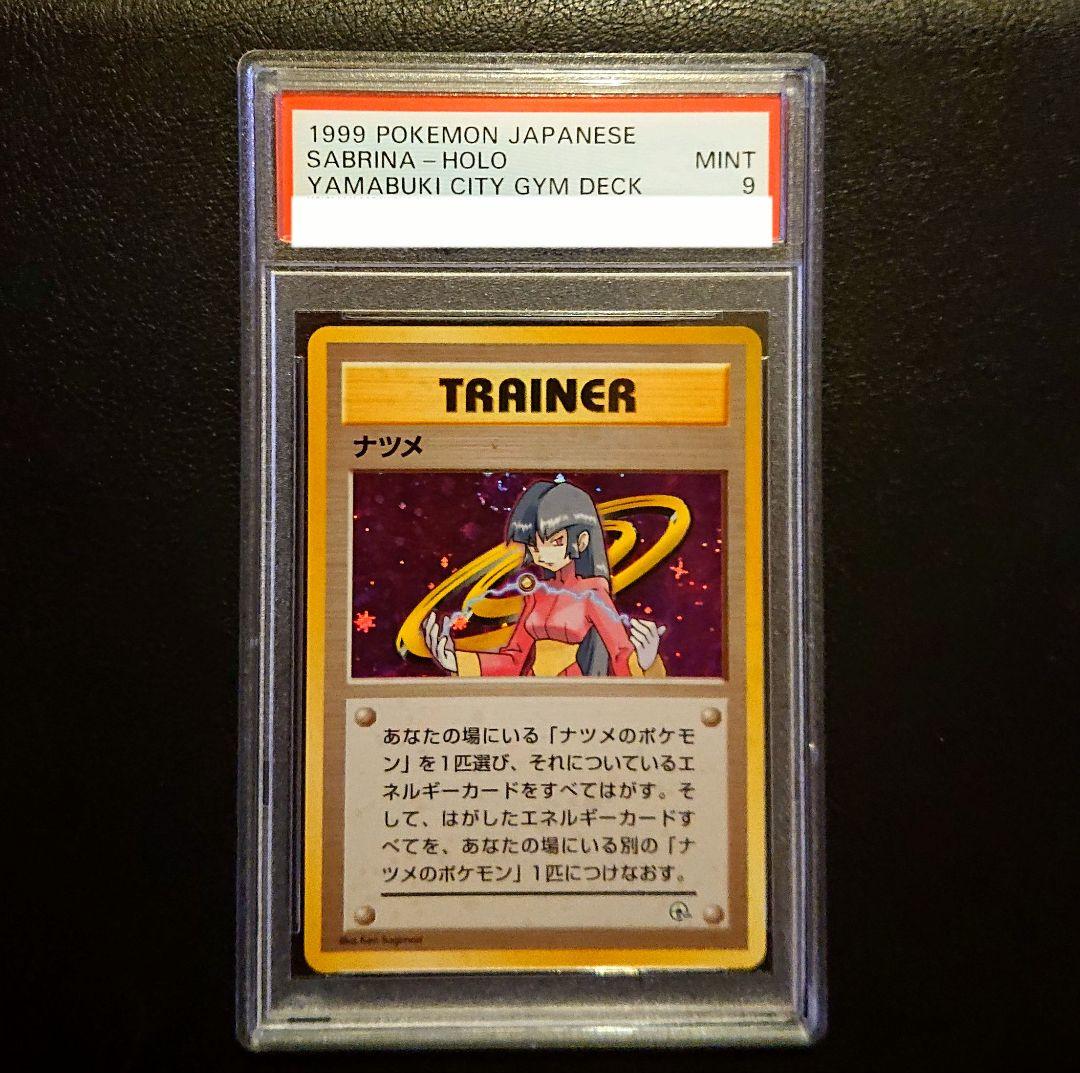 1999 POKEMON JAPANESE
SABRINA – HOLO MINT
YAMABUKI CITY GYM DECK 9
TRAINER
ナツメ
あなたの場にいる「ナツメのポケモ
ン」を1匹選び、それについているエ
ネルギーカードをすべてはがす。そ
して、はがしたエネルギーカードす
べてを、あなたの場にいる別の「ナ
ツメのポケモン」1匹につけなおす。
Illus. Ken Sugimori